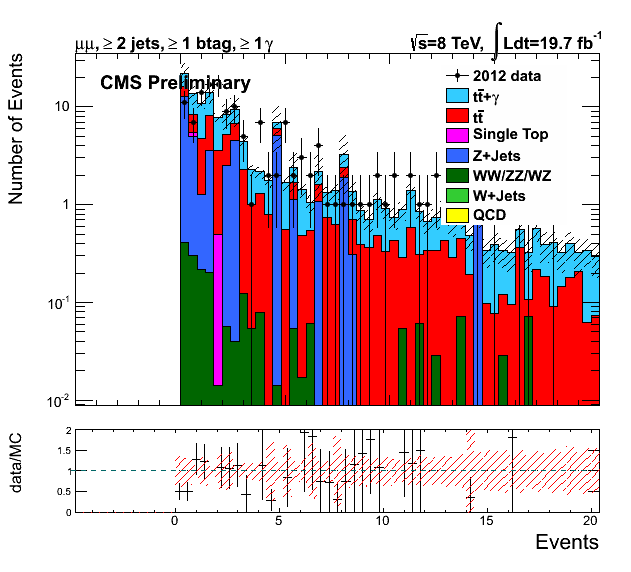 μμ, ≥ 2 jets, ≥ 1 btag, ≥ 1 γ
√s=8 TeV, ∫ Ldt=19.7 fb⁻¹
CMS Preliminary
2012 data
tt̄+γ
tt̄
Single Top
Z+Jets
WW/ZZ/WZ
W+Jets
QCD
Number of Events
10
1
10⁻¹
10⁻²
data/MC
2
1.5
1
0.5
0
0 5 10 15 20
Events